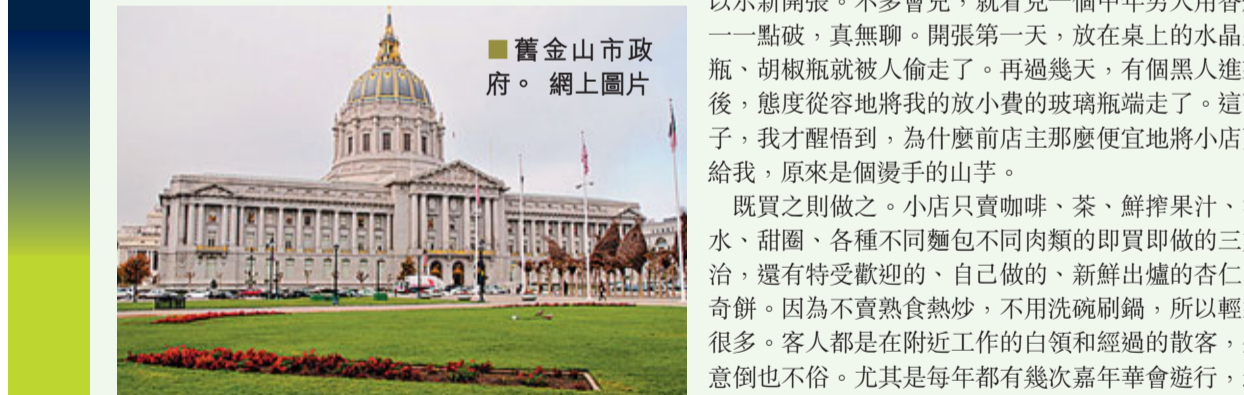 ■舊金山市政
府。 網上圖片
以示新開張。不多會兒,就看見一個中年男人用香
一一點破,真無聊。開張第一天,放在桌上的水晶
瓶、胡椒瓶就被人偷走了。再過幾天,有個黑人進
後,態度從容地將我的放小費的玻璃瓶端走了。這
子,我才醒悟到,為什麼前店主那麼便宜地將小店
給我,原來是個燙手的山芋。
既買之則做之。小店只賣咖啡、茶、鮮搾果汁、
水、甜圈、各種不同麵包不同肉類的即買即做的三
治,還有特受歡迎的、自己做的、新鮮出爐的杏仁
奇餅。因為不賣熟食熱炒,不用洗碗刷鍋,所以輕
很多。客人都是在附近工作的白領和經過的散客,
意倒也不俗。尤其是每年都有幾次嘉年華會遊行,